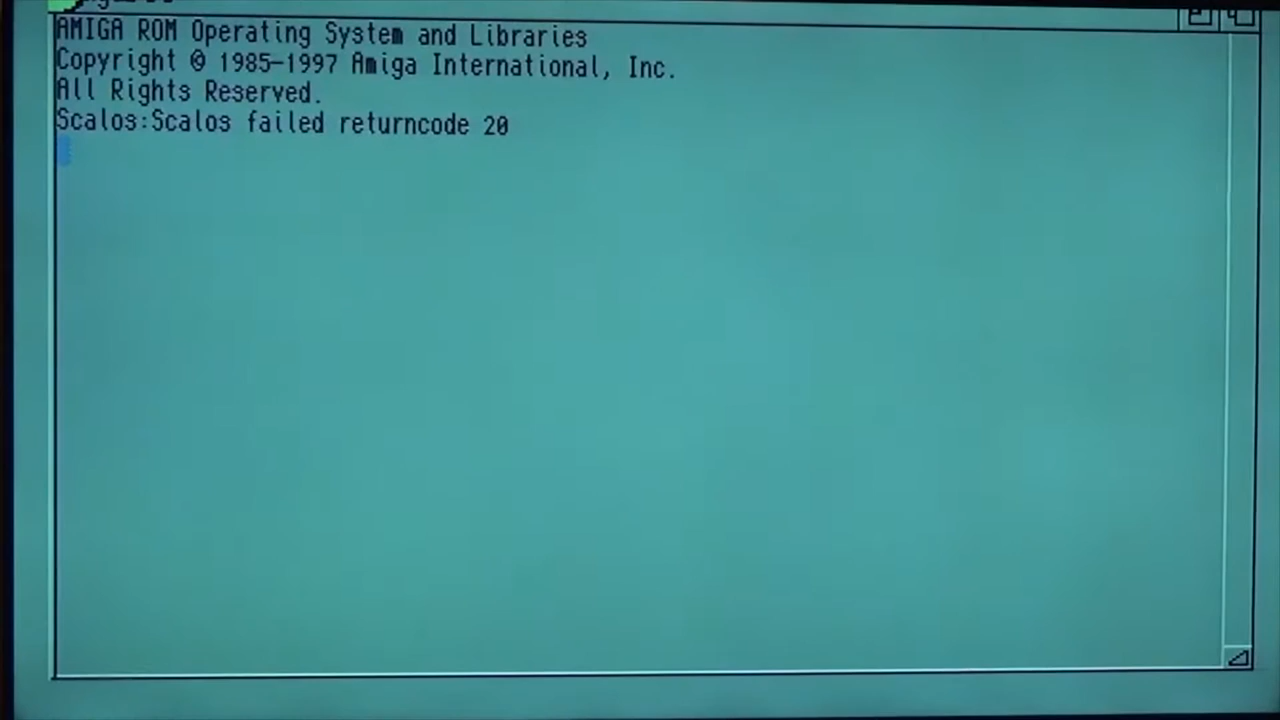 AMIGA ROM Operating System and Libraries
Copyright @ 1985-1997 Amiga International, Inc.
All Rights Reserved.
Scalos:Scalos failed returncode 20